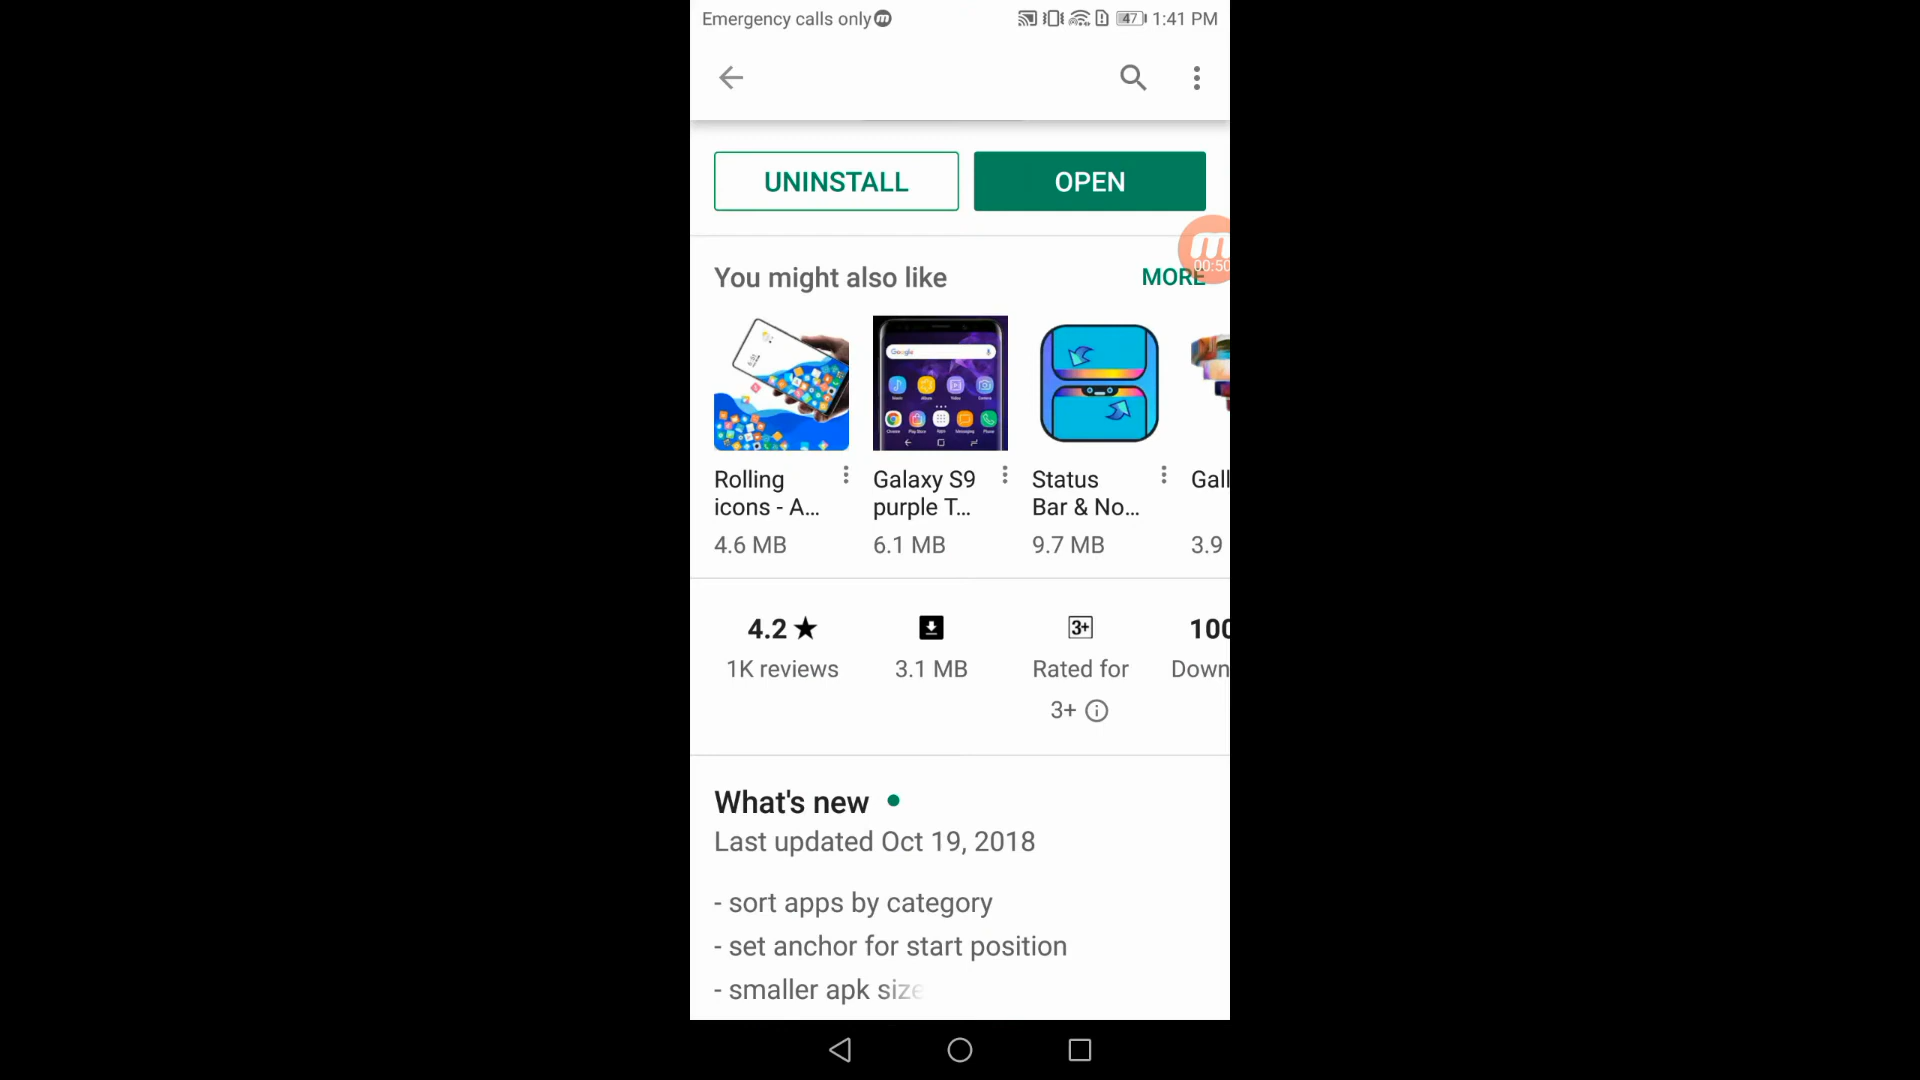 Emergency calls only
47 1:41 PM
UNINSTALL
OPEN
00:50
You might also like
MORE
Rolling
icons - A...
4.6 MB
Google
Galaxy S9
purple T...
6.1 MB
Status
Bar & No...
9.7 MB
Gall
3.9
4.2 ★
1K reviews
3.1 MB
3+
Rated for
3+
100
Down
What's new
Last updated Oct 19, 2018
- sort apps by category
- set anchor for start position
- smaller apk size